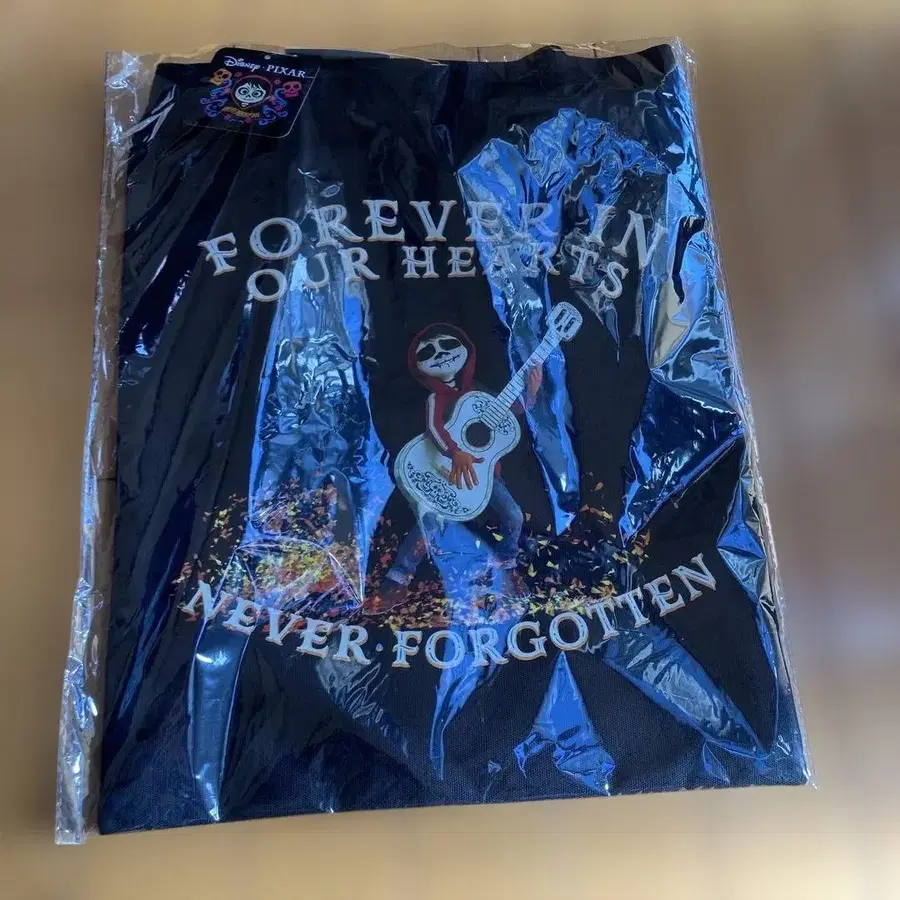 Disney · PIXAR
FOREVER IN
OUR HEARTS
NEVER · FORGOTTEN